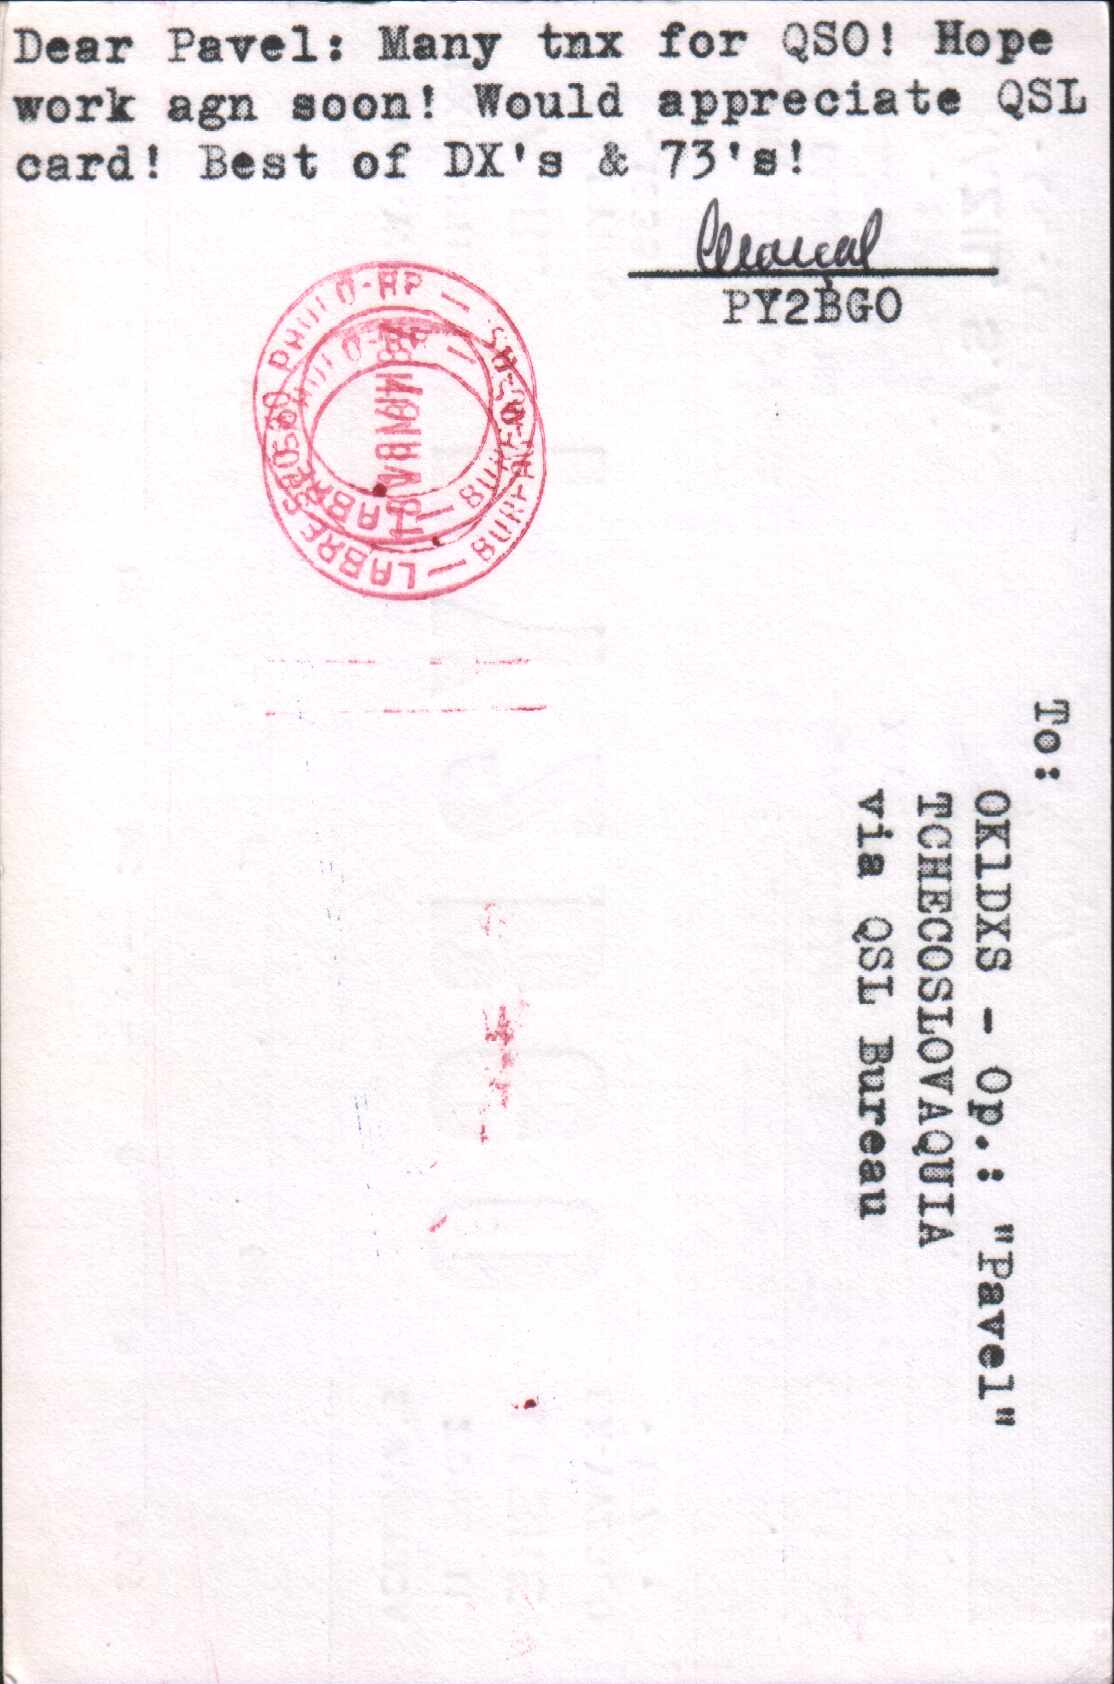 Dear Pavel: Many tnx for QSO! Hope
work agn soon! Would appreciate QSL
card! Best of DX's & 73's!
PY2BGO
To:
OK1DXS - Op.: "Pavel"
TCHECOSLOVAQUIA
via QSL Bureau
LABRE